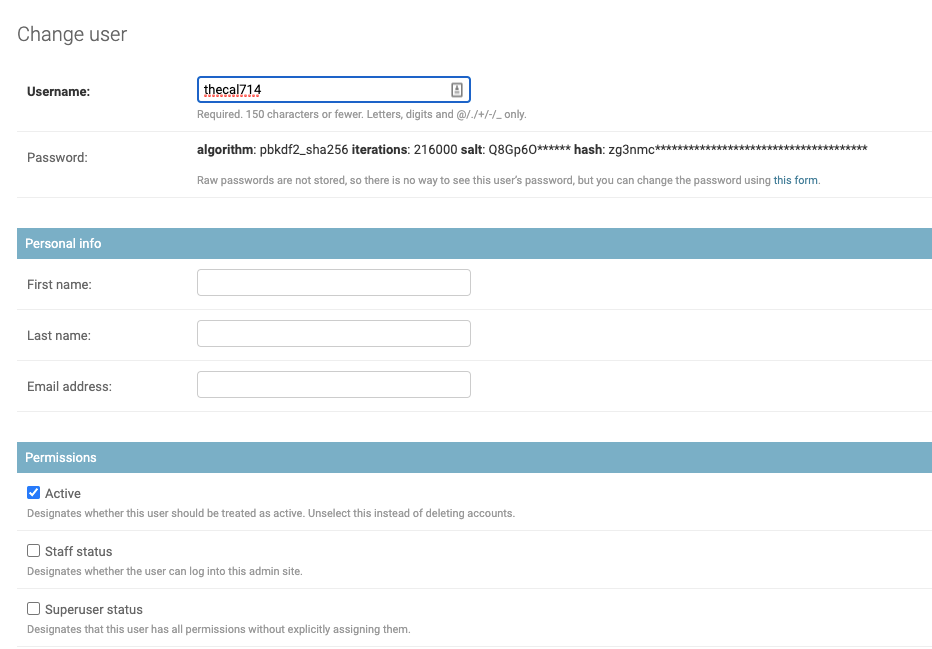 Change user
Username:
thecal714
Required. 150 characters or fewer. Letters, digits and @/./+/-/_ only.
Password:
algorithm: pbkdf2_sha256 iterations: 216000 salt: Q8Gp6O****** hash: zg3nmc**************************************
Raw passwords are not stored, so there is no way to see this user's password, but you can change the password using this form.
Personal info
First name:
Last name:
Email address:
Permissions
Active
Designates whether this user should be treated as active. Unselect this instead of deleting accounts.
Staff status
Designates whether the user can log into this admin site.
Superuser status
Designates that this user has all permissions without explicitly assigning them.